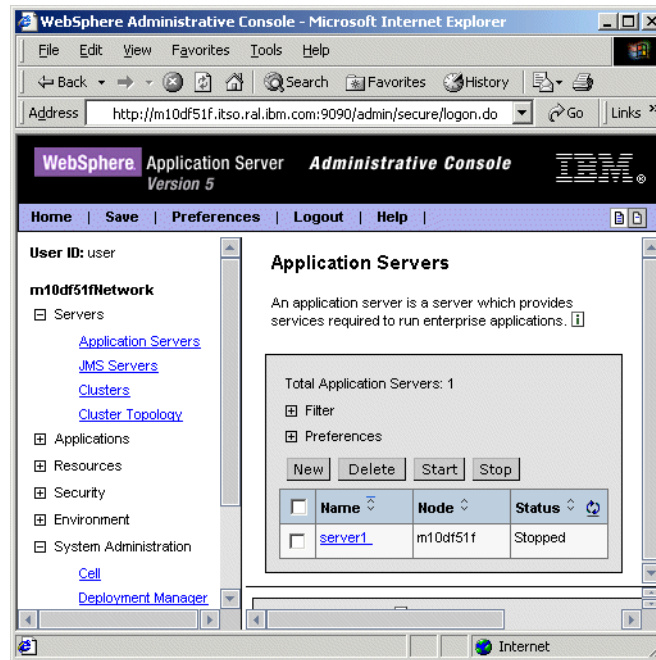 WebSphere Administrative Console - Microsoft Internet Explorer
File Edit View Favorites Tools Help
Back Search Favorites History
Address http://m10df51f.itso.ral.ibm.com:9090/admin/secure/logon.do Go Links »
WebSphere. Application Server Administrative Console IBM®
Version 5
Home | Save | Preferences | Logout | Help |
User ID: user
m10df51fNetwork
Servers
Application Servers
JMS Servers
Clusters
Cluster Topology
Applications
Resources
Security
Environment
System Administration
Cell
Deployment Manager
Application Servers
An application server is a server which provides
services required to run enterprise applications. i
Total Application Servers: 1
Filter
Preferences
New Delete Start Stop
Name Node Status
server1 m10df51f Stopped
Internet